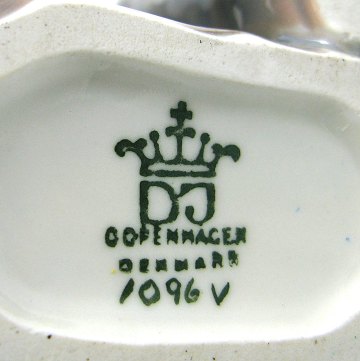 DJ
COPENHAGEN
DENMARK
1096 V